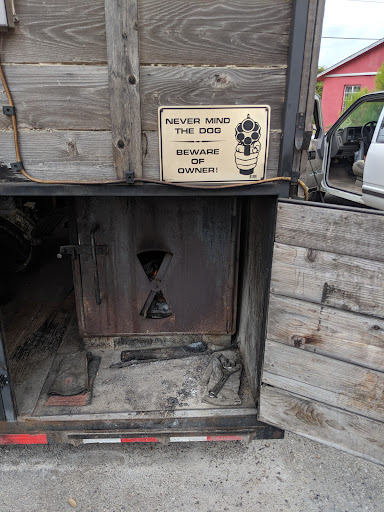 NEVER MIND
THE DOG
BEWARE
OF
OWNER!